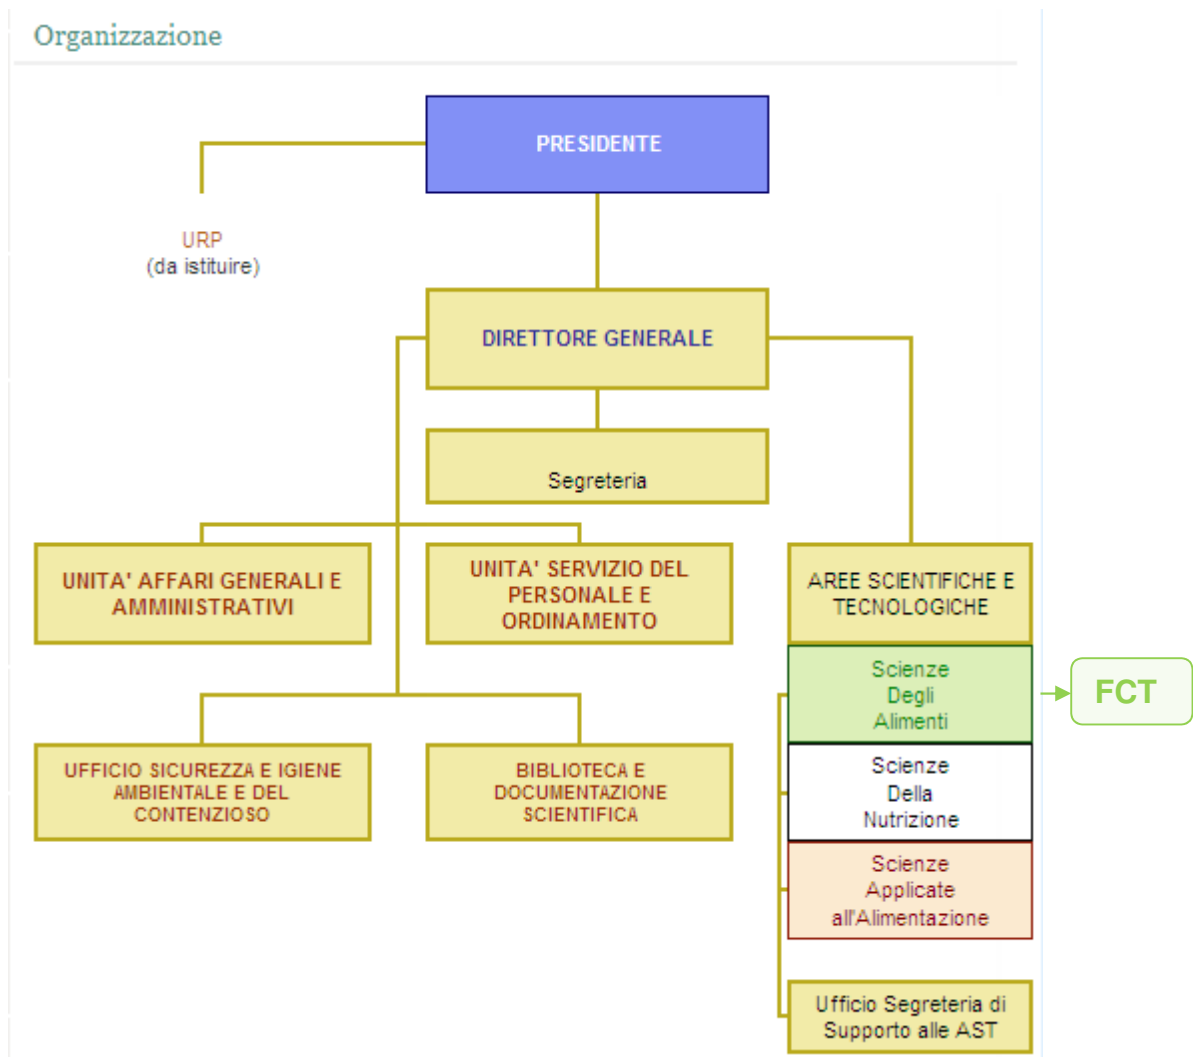 Organizzazione
PRESIDENTE
URP
(da istituire)
DIRETTORE GENERALE
Segreteria
UNITA' AFFARI GENERALI E
AMMINISTRATIVI
UNITA' SERVIZIO DEL
PERSONALE E
ORDINAMENTO
AREE SCIENTIFICHE E
TECNOLOGICHE
Scienze
Degli
Alimenti
FCT
Scienze
Della
Nutrizione
Scienze
Applicate
all'Alimentazione
UFFICIO SICUREZZA E IGIENE
AMBIENTALE E DEL
CONTENZIOSO
BIBLIOTECA E
DOCUMENTAZIONE
SCIENTIFICA
Ufficio Segreteria di
Supporto alle AST